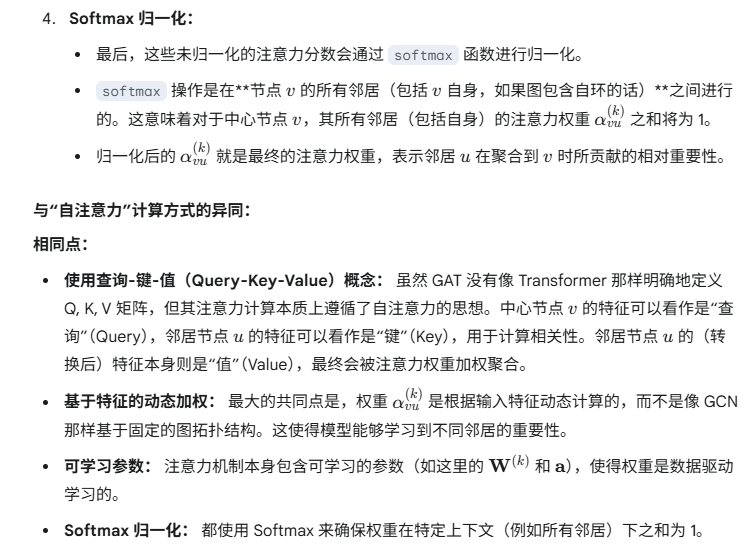 4. Softmax 归一化：
• 最后，这些未归一化的注意力分数会通过 softmax 函数进行归一化。
• softmax 操作是在**节点 v 的所有邻居（包括 v 自身，如果图包含自环的话）**之间进行
的。这意味着对于中心节点 v，其所有邻居（包括自身）的注意力权重 α_{vu}^{(k)} 之和将为 1。
• 归一化后的 α_{vu}^{(k)} 就是最终的注意力权重，表示邻居 u 在聚合到 v 时所贡献的相对重要性。
与“自注意力”计算方式的异同：
相同点：
• 使用查询-键-值（Query-Key-Value）概念： 虽然 GAT 没有像 Transformer 那样明确地定义
Q, K, V 矩阵，但其注意力计算本质上遵循了自注意力的思想。中心节点 v 的特征可以看作是“查
询”（Query），邻居节点 u 的特征可以看作是“键”（Key），用于计算相关性。邻居节点 u 的（转
换后）特征本身则是“值”（Value），最终会被注意力权重加权聚合。
• 基于特征的动态加权： 最大的共同点是，权重 α_{vu}^{(k)} 是根据输入特征动态计算的，而不是像 GCN
那样基于固定的图拓扑结构。这使得模型能够学习到不同邻居的重要性。
• 可学习参数： 注意力机制本身包含可学习的参数（如这里的 W^{(k)} 和 a），使得权重是数据驱动
学习的。
• Softmax 归一化： 都使用 Softmax 来确保权重在特定上下文（例如所有邻居）下之和为 1。